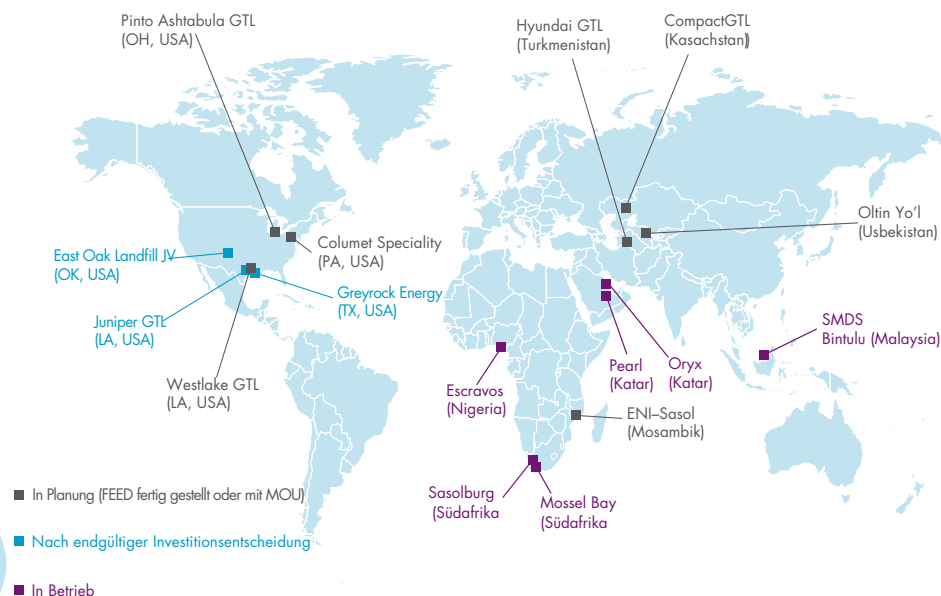 Pinto Ashtabula GTL
(OH, USA)
Hyundai GTL
(Turkmenistan)
CompactGTL
(Kasachstan)
Oltin Yo'l
(Usbekistan)
Columet Speciality
(PA, USA)
East Oak Landfill JV
(OK, USA)
Greyrock Energy
(TX, USA)
Juniper GTL
(LA, USA)
Westlake GTL
(LA, USA)
SMDS
Bintulu (Malaysia)
Pearl
(Katar)
Oryx
(Katar)
Escravos
(Nigeria)
ENI–Sasol
(Mosambik)
Sasolburg
(Südafrika
Mossel Bay
(Südafrika
In Planung (FEED fertig gestellt oder mit MOU)
Nach endgültiger Investitionsentscheidung
In Betrieb